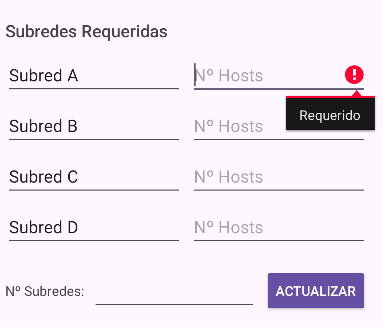 Subredes Requeridas
Subred A Nº Hosts
Requerido
Subred B Nº Hosts
Subred C Nº Hosts
Subred D Nº Hosts
Nº Subredes: ACTUALIZAR